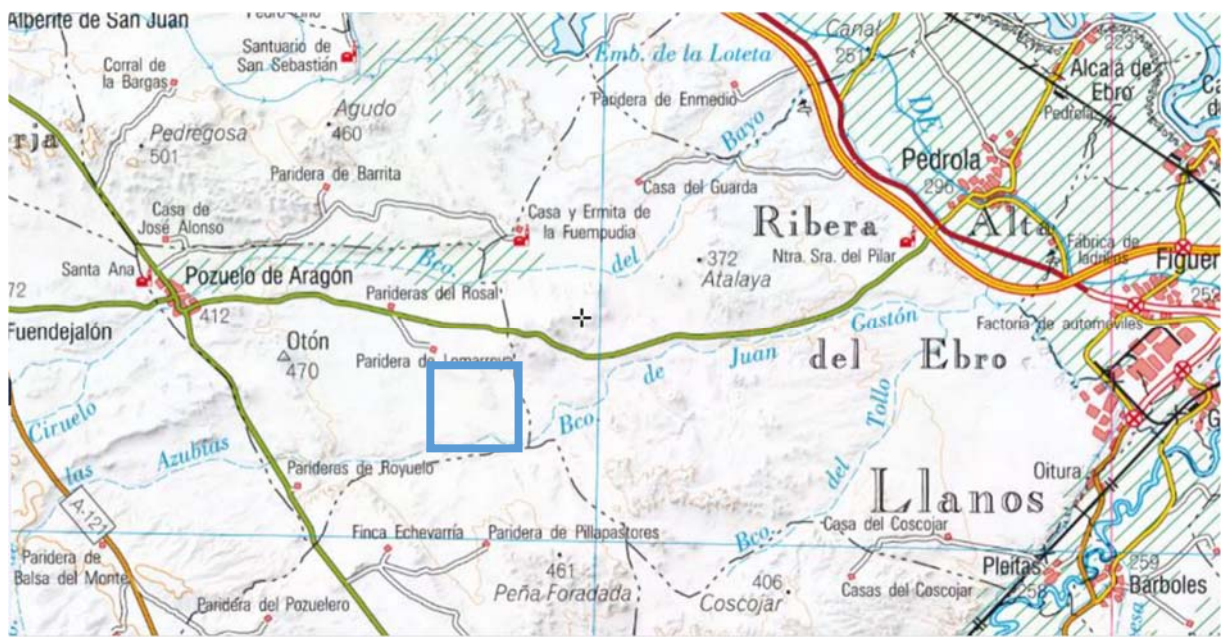 Alberite de San Juan
Santuario de
San Sebastián
Corral de
la Bargas
Agudo
460
Pedregosa
501
rja
Paridera de Barrita
Emb. de la Loteta
Canal
251
223
Alcalá de
Ebro
Paridera de Enmedio
Bayo
DE
Pedrola
Pedrola
296
Casa del Guarda
Casa de
José Alonso
Casa y Ermita de
la Fuempudia
Ribera
Alta
Ntra. Sra. del Pilar
Fábrica de
ladrillos
Santa Ana
Pozuelo de Aragón
Bco.
del
372
Atalaya
Figuer
72
412
Parideras del Rosal
252
Fuendejalón
Otón
470
Gastón
Factoría de automóviles
Juan
de
del
Ebro
Ciruelo
Azubias
las
Bco.
Tollo
del
Bco.
Parideras de Royuelo
Llanos
Oitura
A-121
Finca Echevarría
Paridera de Pillapastores
Casa del Coscojar
Paridera de
Balsa del Monte
461
Peña Foradada
406
Coscojar
Casas del Coscojar
Pleitas
258
259
Bárboles
Paridera del Pozuelero